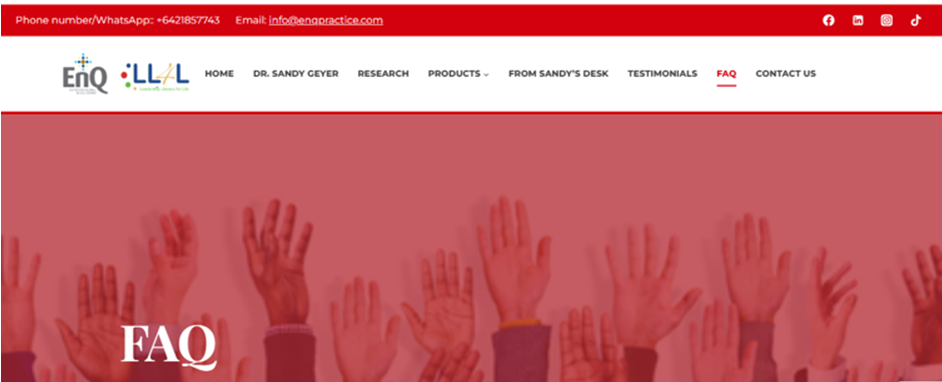 Phone number/WhatsApp:: +6421857743 Email: info@enqpractice.com
EnQ LL4L HOME DR. SANDY GEYER RESEARCH PRODUCTS FROM SANDY'S DESK TESTIMONIALS FAQ CONTACT US
FAQ